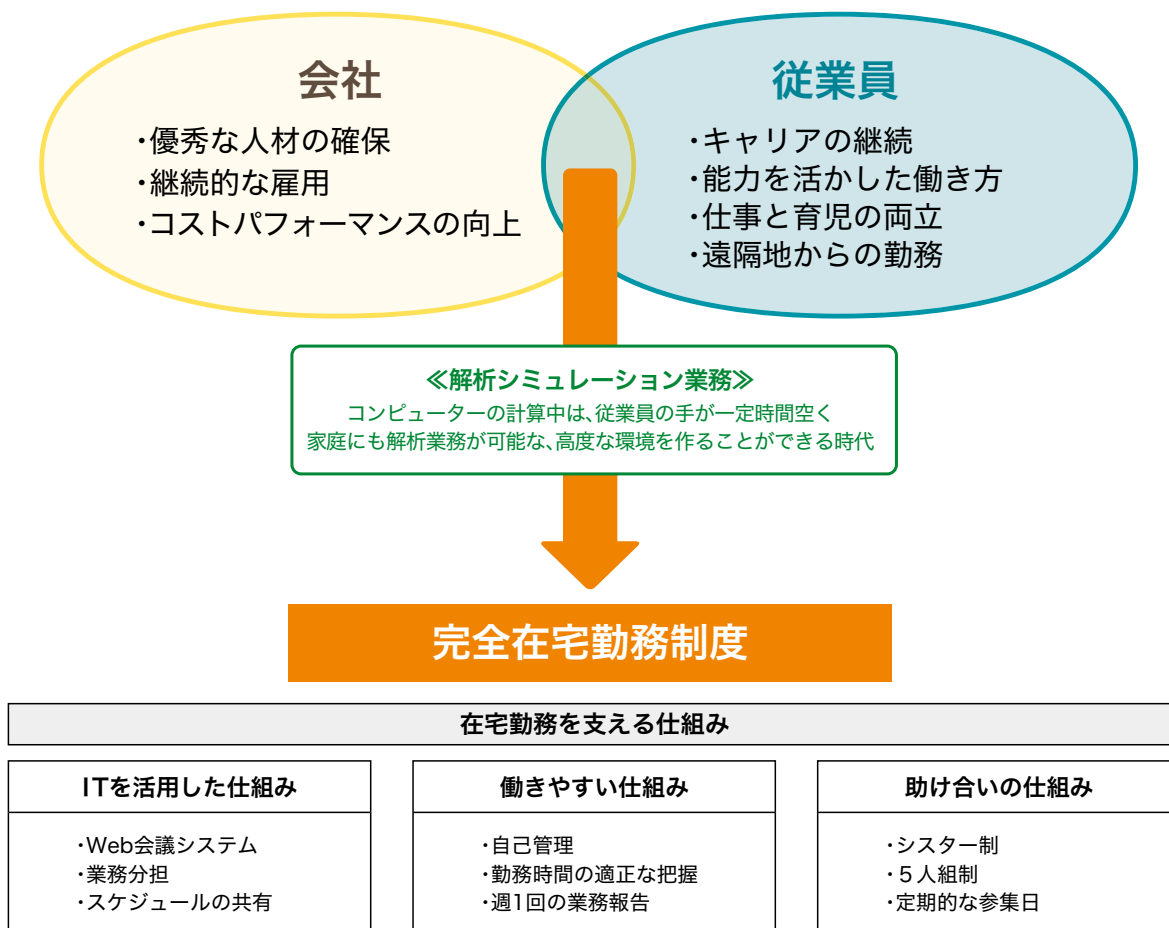 会社
・優秀な人材の確保
・継続的な雇用
・コストパフォーマンスの向上
従業員
・キャリアの継続
・能力を活かした働き方
・仕事と育児の両立
・遠隔地からの勤務
≪解析シミュレーション業務≫
コンピューターの計算中は、従業員の手が一定時間空く
家庭にも解析業務が可能な、高度な環境を作ることができる時代
完全在宅勤務制度
在宅勤務を支える仕組み
ITを活用した仕組み
・Web会議システム
・業務分担
・スケジュールの共有
働きやすい仕組み
・自己管理
・勤務時間の適正な把握
・週1回の業務報告
助け合いの仕組み
・シスター制
・５人組制
・定期的な参集日